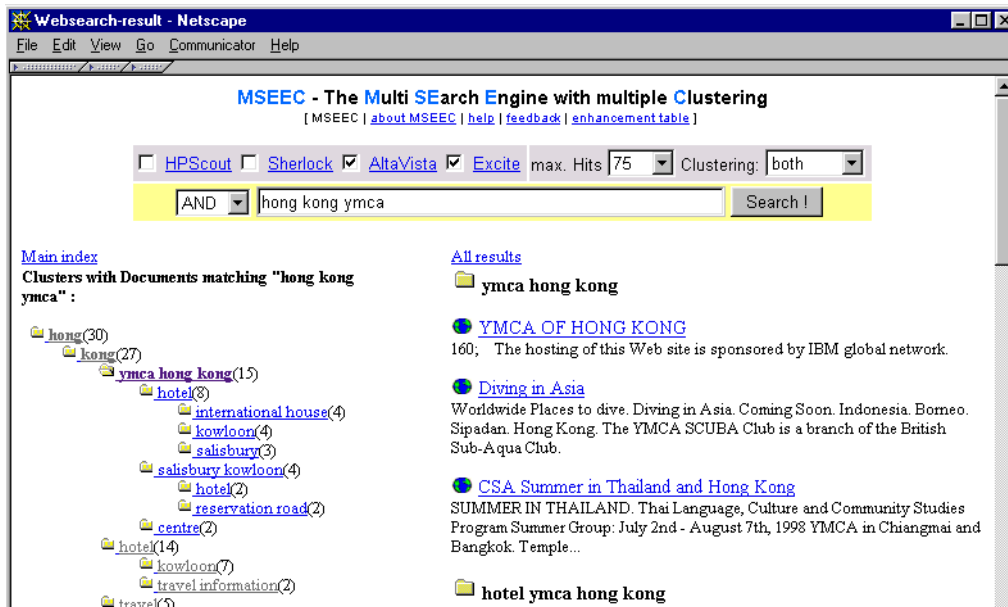 Websearch-result - Netscape
File Edit View Go Communicator Help
MSEEC - The Multi SEarch Engine with multiple Clustering
[ MSEEC | about MSEEC | help | feedback | enhancement table ]
HPScout Sherlock AltaVista Excite max. Hits 75 Clustering: both
AND hong kong ymca Search !
Main index
Clusters with Documents matching "hong kong
ymca" :
hong(30)
kong(27)
ymca hong kong(15)
hotel(8)
international house(4)
kowloon(4)
salisbury(3)
salisbury kowloon(4)
hotel(2)
reservation road(2)
centre(2)
hotel(14)
kowloon(7)
travel information(2)
travel(5)
All results
ymca hong kong
YMCA OF HONG KONG
160; The hosting of this Web site is sponsored by IBM global network.
Diving in Asia
Worldwide Places to dive. Diving in Asia. Coming Soon. Indonesia. Borneo.
Sipadan. Hong Kong. The YMCA SCUBA Club is a branch of the British
Sub-Aqua Club.
CSA Summer in Thailand and Hong Kong
SUMMER IN THAILAND. Thai Language, Culture and Community Studies
Program Summer Group: July 2nd - August 7th, 1998 YMCA in Chiangmai and
Bangkok. Temple...
hotel ymca hong kong